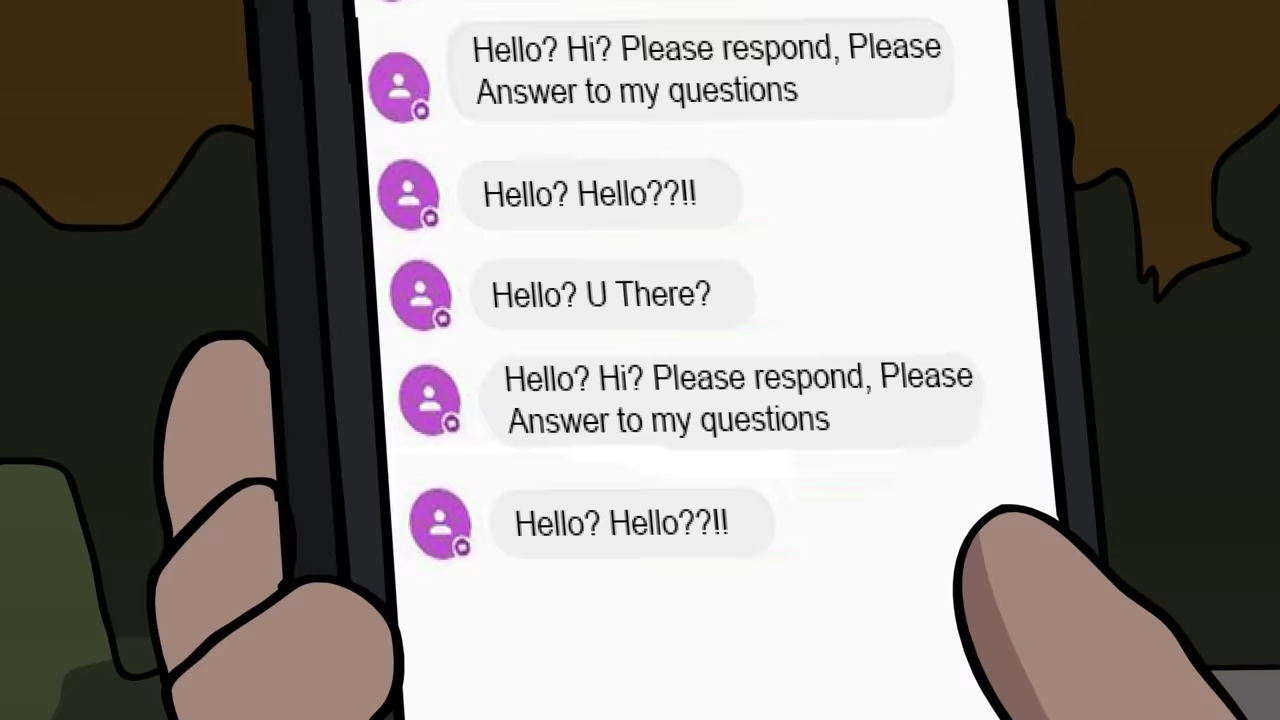 Hello? Hi? Please respond, Please
Answer to my questions
Hello? Hello??!!
Hello? U There?
Hello? Hi? Please respond, Please
Answer to my questions
Hello? Hello??!!